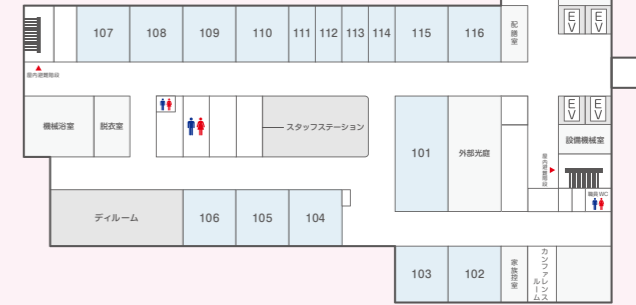 107
108
109
110
111
112
113
114
115
116
配膳室
EV
EV
屋内避難階段
機械浴室
脱衣室
スタッフステーション
101
外部光庭
EV
EV
設備機械室
屋内避難階段
職員WC
デイルーム
106
105
104
103
102
家族控室
カンファレンスルーム